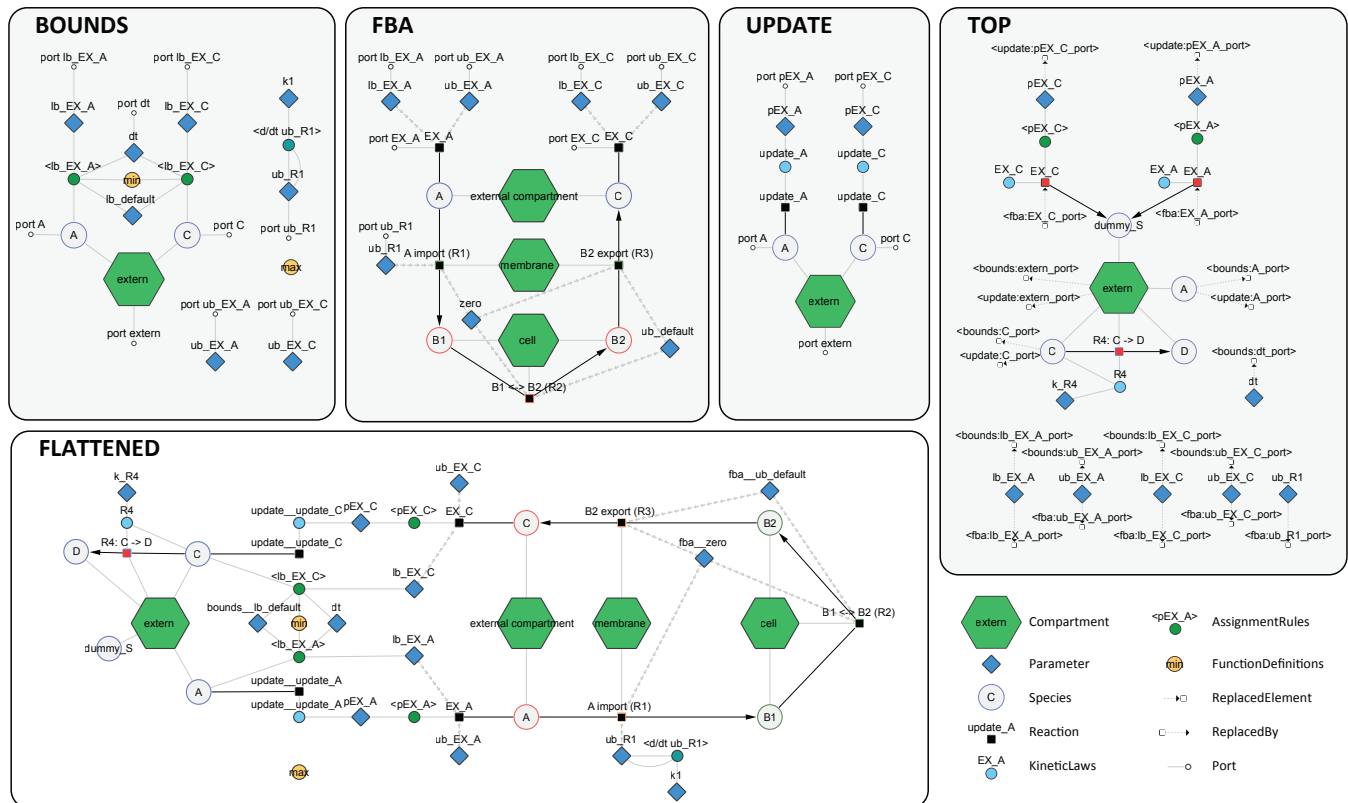 BOUNDS
port lb_EX_A
port lb_EX_C
k1
lb_EX_A
port dt
lb_EX_C
<d/dt ub_R1>
dt
<lb_EX_A>
<lb_EX_C>
min
ub_R1
lb_default
port A
A
C
port C
port ub_R1
max
extern
port ub_EX_A
port ub_EX_C
port extern
ub_EX_A
ub_EX_C
FBA
port lb_EX_A
port ub_EX_A
port lb_EX_C
port ub_EX_C
lb_EX_A
ub_EX_A
lb_EX_C
ub_EX_C
port EX_A
EX_A
port EX_C
EX_C
A
external compartment
C
port ub_R1
ub_R1
A import (R1)
membrane
B2 export (R3)
zero
B1
cell
B2
ub_default
B1 <-> B2 (R2)
UPDATE
port pEX_A
port pEX_C
pEX_A
pEX_C
update_A
update_C
update_A
update_C
port A
A
C
port C
extern
port extern
TOP
<update:pEX_C_port>
<update:pEX_A_port>
pEX_C
pEX_A
<pEX_C>
<pEX_A>
EX_C
EX_C
EX_A
EX_A
<fba:EX_C_port>
<fba:EX_A_port>
dummy_S
<bounds:extern_port>
<bounds:A_port>
extern
A
<update:extern_port>
<update:A_port>
<bounds:C_port>
R4: C -> D
C
D
<update:C_port>
<bounds:dt_port>
R4
k_R4
dt
<bounds:lb_EX_A_port>
<bounds:lb_EX_C_port>
<bounds:ub_EX_A_port>
<bounds:ub_EX_C_port>
lb_EX_A
ub_EX_A
lb_EX_C
ub_EX_C
ub_R1
<fba:ub_EX_A_port>
<fba:ub_EX_C_port>
<fba:lb_EX_A_port>
<fba:lb_EX_C_port>
<fba:ub_R1_port>
FLATTENED
k_R4
ub_EX_C
fba__ub_default
R4
update__update_C
pEX_C
<pEX_C>
EX_C
C
B2 export (R3)
B2
D
R4: C -> D
C
update__update_C
fba__zero
<lb_EX_C>
lb_EX_C
bounds__lb_default
dt
extern
min
external compartment
membrane
cell
B1 <-> B2 (R2)
dummy_S
<lb_EX_A>
lb_EX_A
A
update__update_A
update__update_A
pEX_A
<pEX_A>
EX_A
A
A import (R1)
B1
ub_EX_A
ub_R1
<d/dt ub_R1>
max
k1
extern
Compartment
<pEX_A>
AssignmentRules
Parameter
min
FunctionDefinitions
C
Species
ReplacedElement
update_A
Reaction
ReplacedBy
EX_A
KineticLaws
Port